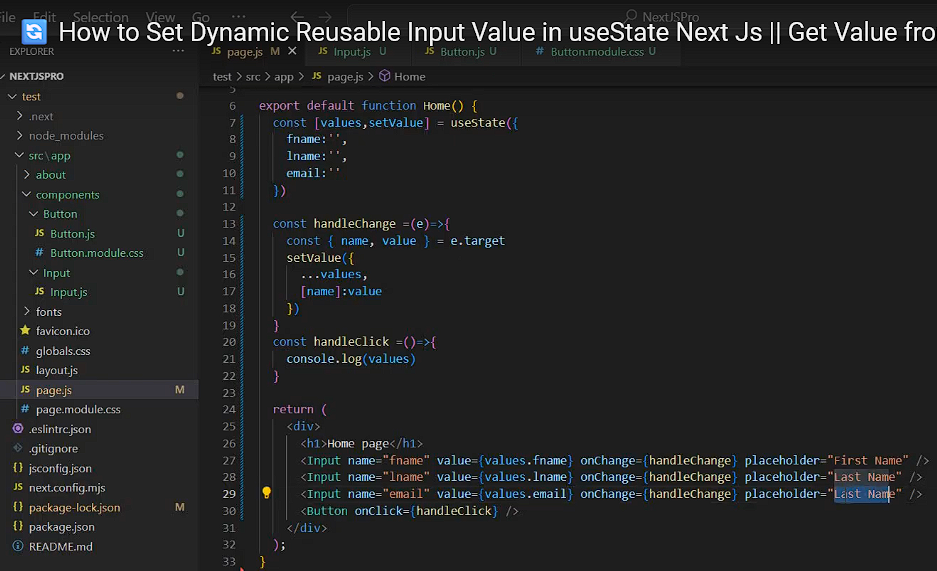 File Edit Selection View Go ··· NextJSPro
How to Set Dynamic Reusable Input Value in useState Next Js || Get Value fro
EXPLORER ···
JS page.js M ×
JS Input.js U
JS Button.js U
# Button.module.css U
NEXTJSPRO
test > src > app > JS page.js > Home
test
.next
node_modules
src\app
about
components
Button
JS Button.js U
# Button.module.css U
Input
JS Input.js U
fonts
favicon.ico
# globals.css
JS layout.js
JS page.js M
# page.module.css
.eslintrc.json
.gitignore
{} jsconfig.json
JS next.config.mjs
{} package-lock.json M
{} package.json
README.md
5
6 export default function Home() {
7 const [values,setValue] = useState({
8 fname:'',
9 lname:'',
10 email:''
11 })
12
13 const handleChange =(e)=>{
14 const { name, value } = e.target
15 setValue({
16 ...values,
17 [name]:value
18 })
19 }
20 const handleClick =()=>{
21 console.log(values)
22 }
23
24 return (
25 <div>
26 <h1>Home page</h1>
27 <Input name="fname" value={values.fname} onChange={handleChange} placeholder="First Name" />
28 <Input name="lname" value={values.lname} onChange={handleChange} placeholder="Last Name" />
29 <Input name="email" value={values.email} onChange={handleChange} placeholder="Last Name" />
30 <Button onClick={handleClick} />
31 </div>
32 );
33 }